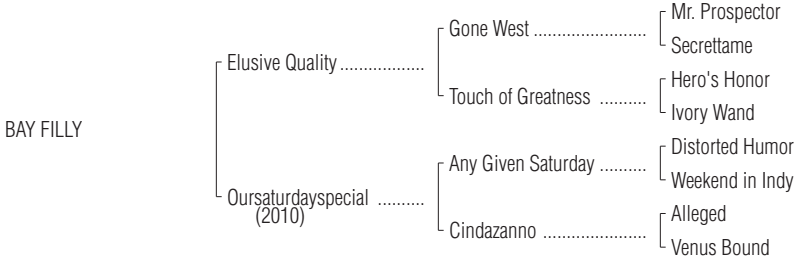 Mr. Prospector
Gone West ........................
Secrettame
Elusive Quality ..................
Hero's Honor
Touch of Greatness ..........
Ivory Wand
BAY FILLY
Distorted Humor
Any Given Saturday ..........
Weekend in Indy
Oursaturdayspecial ..........
(2010)
Alleged
Cindazanno ......................
Venus Bound